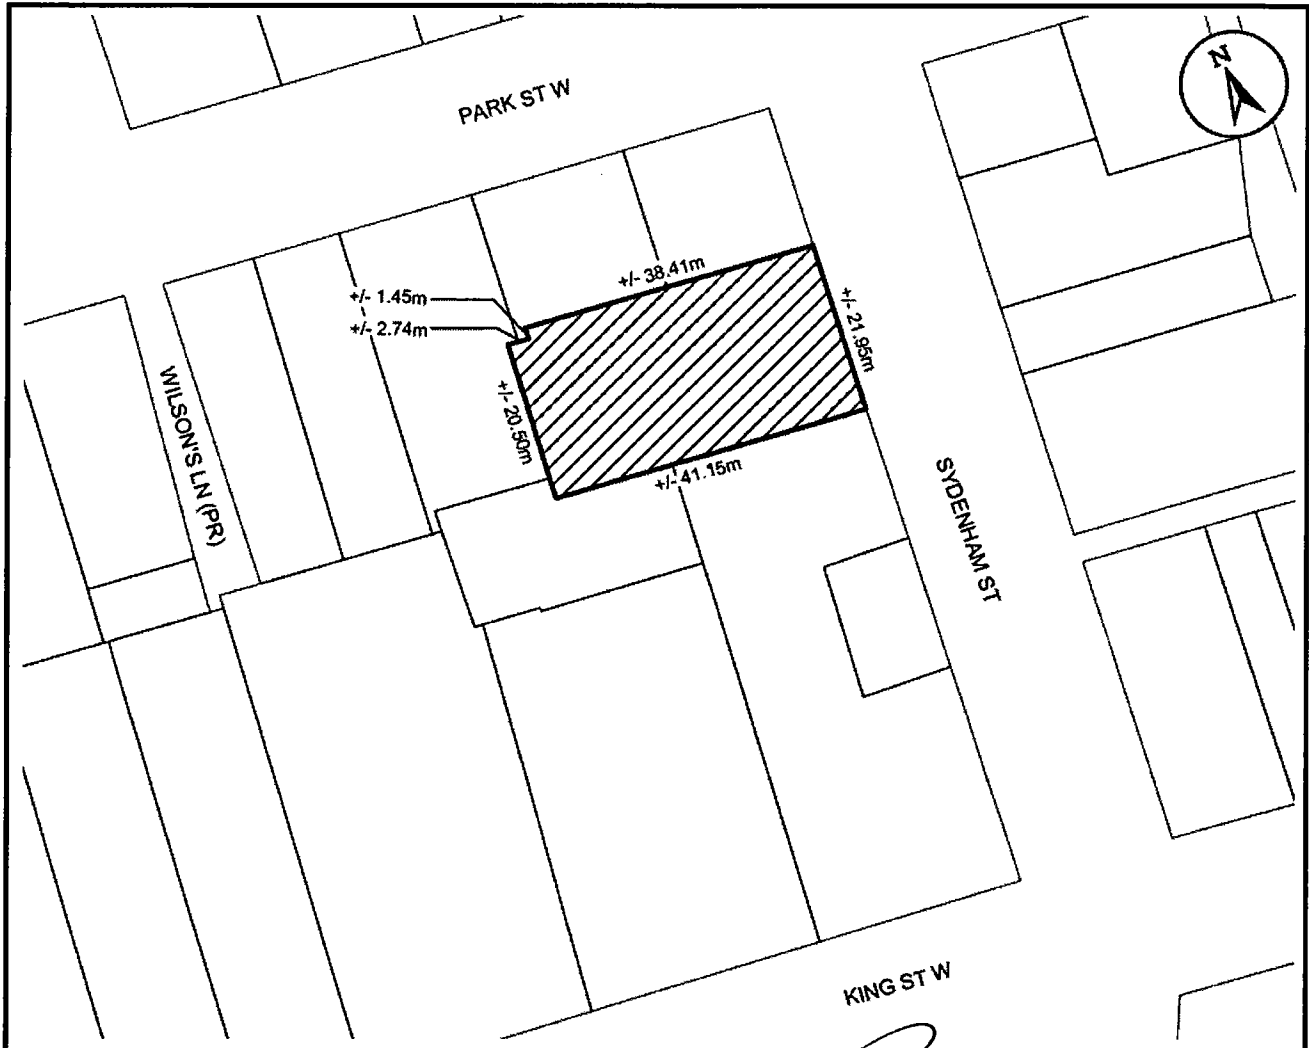 N
PARK ST W
+/- 38.41m
+/- 1.45m
+/- 2.74m
+/- 21.95m
WILSON'S LN (PR)
+/- 20.50m
+/- 41.15m
SYDENHAM ST
KING ST W